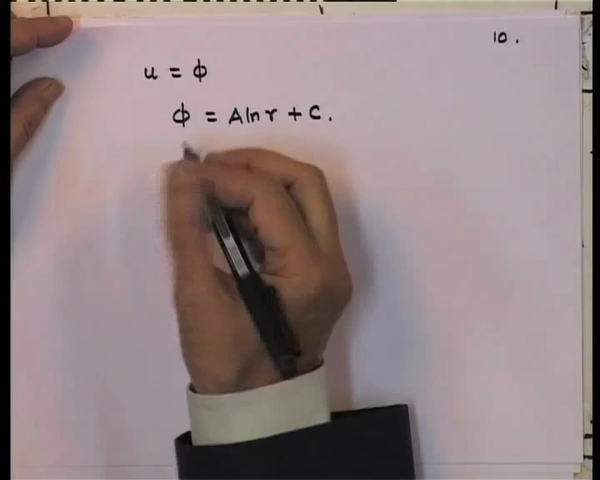 10.
u = ϕ
ϕ = A ln r + C.